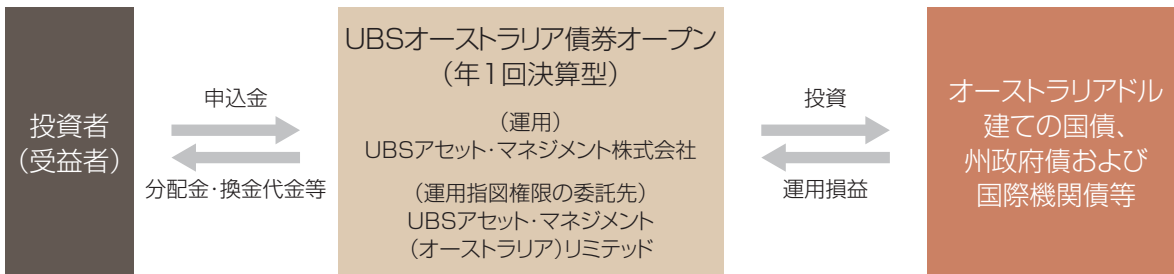 投資者
（受益者）
申込金
分配金・換金代金等
UBSオーストラリア債券オープン
（年1回決算型）
（運用）
UBSアセット・マネジメント株式会社
（運用指図権限の委託先）
UBSアセット・マネジメント
（オーストラリア）リミテッド
投資
運用損益
オーストラリアドル
建ての国債、
州政府債および
国際機関債等